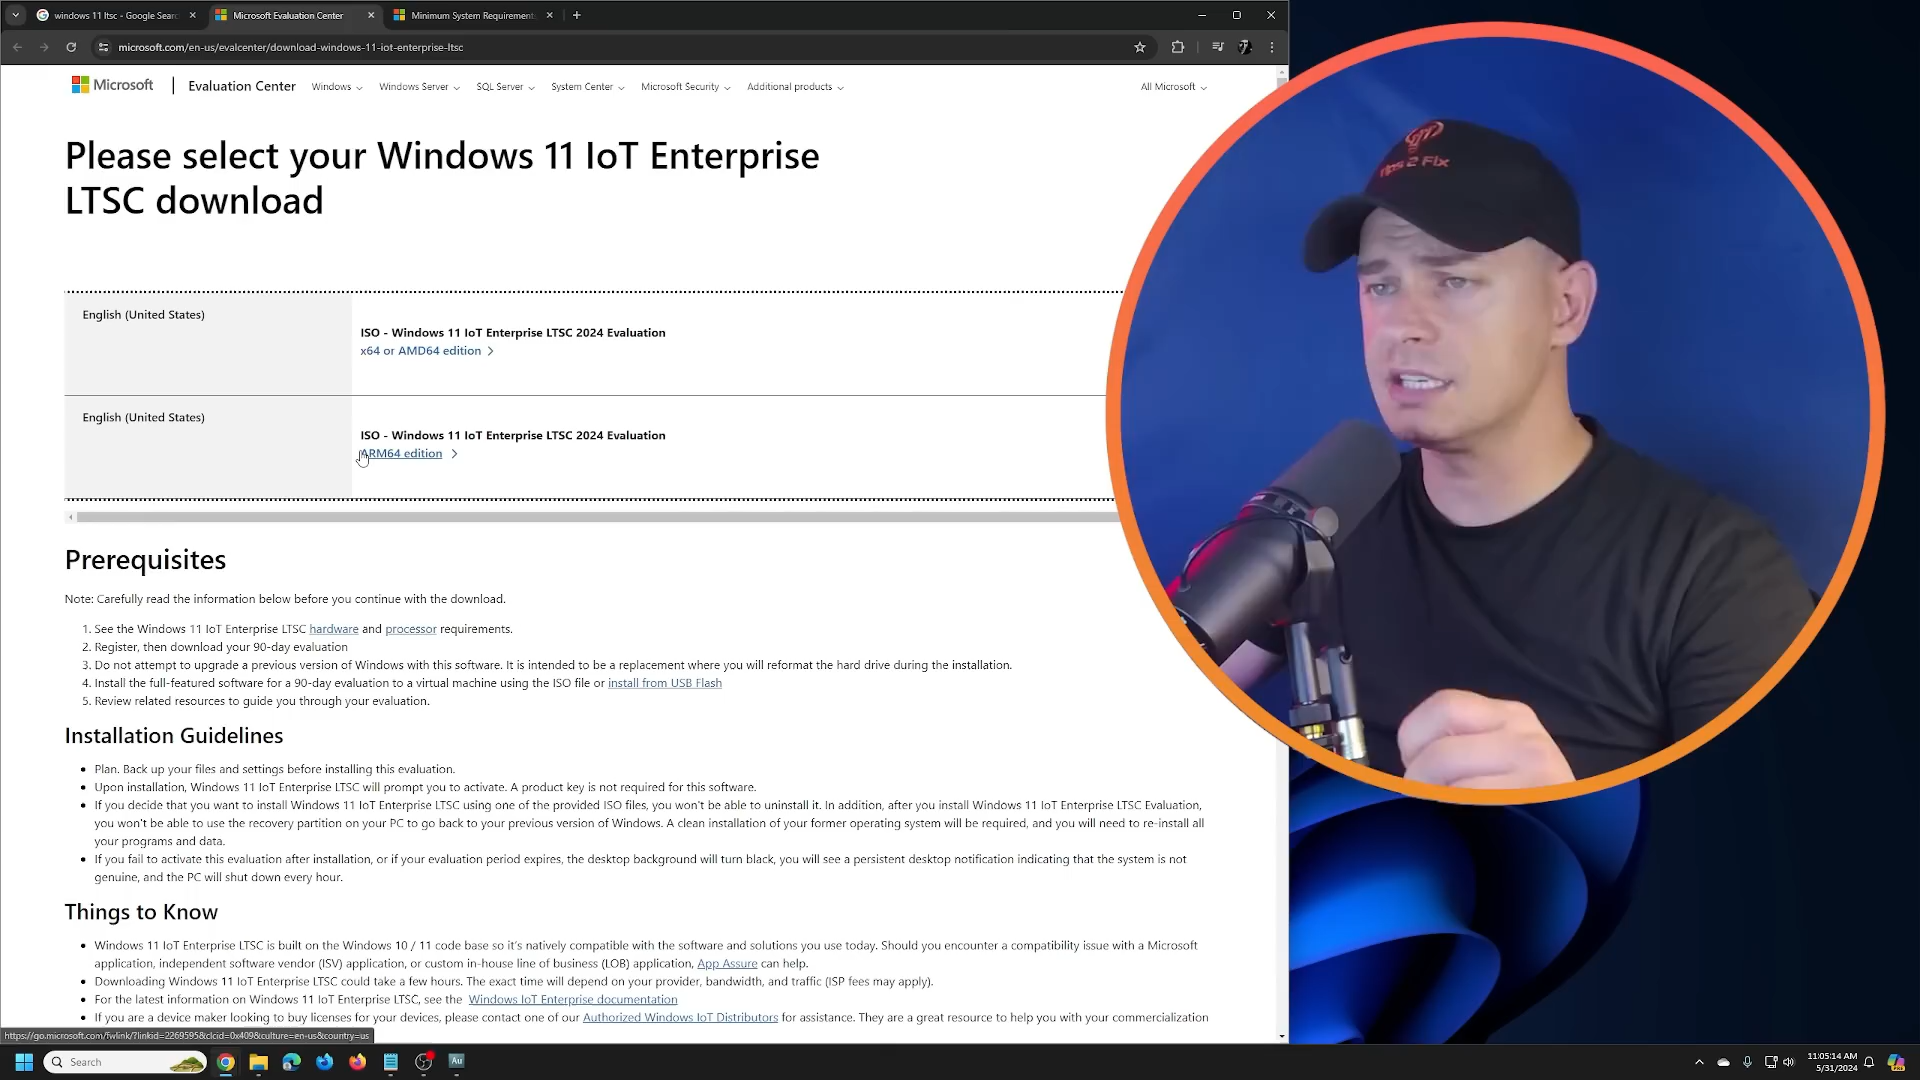 windows 11 ltsc - Google Searc
Microsoft Evaluation Center
Minimum System Requirement
microsoft.com/en-us/evalcenter/download-windows-11-iot-enterprise-ltsc
Microsoft
Evaluation Center
Windows
Windows Server
SQL Server
System Center
Microsoft Security
Additional products
All Microsoft
Please select your Windows 11 IoT Enterprise
LTSC download
English (United States)
ISO - Windows 11 IoT Enterprise LTSC 2024 Evaluation
x64 or AMD64 edition
English (United States)
ISO - Windows 11 IoT Enterprise LTSC 2024 Evaluation
ARM64 edition
Prerequisites
Note: Carefully read the information below before you continue with the download.
1. See the Windows 11 IoT Enterprise LTSC hardware and processor requirements.
2. Register, then download your 90-day evaluation
3. Do not attempt to upgrade a previous version of Windows with this software. It is intended to be a replacement where you will reformat the hard drive during the installation.
4. Install the full-featured software for a 90-day evaluation to a virtual machine using the ISO file or install from USB Flash
5. Review related resources to guide you through your evaluation.
Installation Guidelines
Plan. Back up your files and settings before installing this evaluation.
Upon installation, Windows 11 IoT Enterprise LTSC will prompt you to activate. A product key is not required for this software.
If you decide that you want to install Windows 11 IoT Enterprise LTSC using one of the provided ISO files, you won't be able to uninstall it. In addition, after you install Windows 11 IoT Enterprise LTSC Evaluation,
you won't be able to use the recovery partition on your PC to go back to your previous version of Windows. A clean installation of your former operating system will be required, and you will need to re-install all
your programs and data.
If you fail to activate this evaluation after installation, or if your evaluation period expires, the desktop background will turn black, you will see a persistent desktop notification indicating that the system is not
genuine, and the PC will shut down every hour.
Things to Know
Windows 11 IoT Enterprise LTSC is built on the Windows 10 / 11 code base so it's natively compatible with the software and solutions you use today. Should you encounter a compatibility issue with a Microsoft
application, independent software vendor (ISV) application, or custom in-house line of business (LOB) application, App Assure can help.
Downloading Windows 11 IoT Enterprise LTSC could take a few hours. The exact time will depend on your provider, bandwidth, and traffic (ISP fees may apply).
For the latest information on Windows 11 IoT Enterprise LTSC, see the Windows IoT Enterprise documentation
If you are a device maker looking to buy licenses for your devices, please contact one of our Authorized Windows IoT Distributors for assistance. They are a great resource to help you with your commercialization
https://go.microsoft.com/fwlink/?linkid=2269595&clcid=0x409&culture=en-us&country=us
Search
Au
11:05:14 AM
5/31/2024
Tips 2 Fix